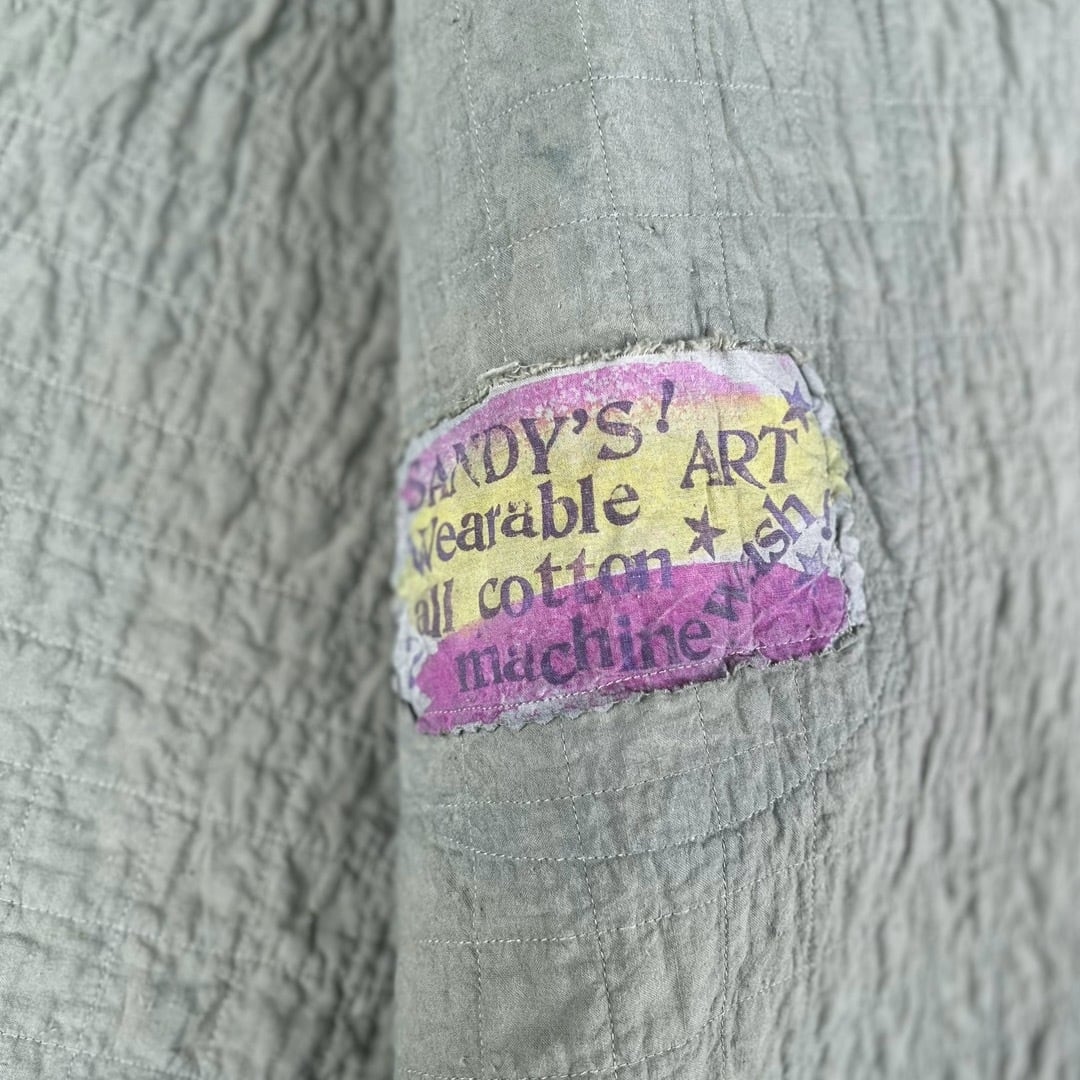 SANDY'S!
Wearable ART
all cotton
machine wash!